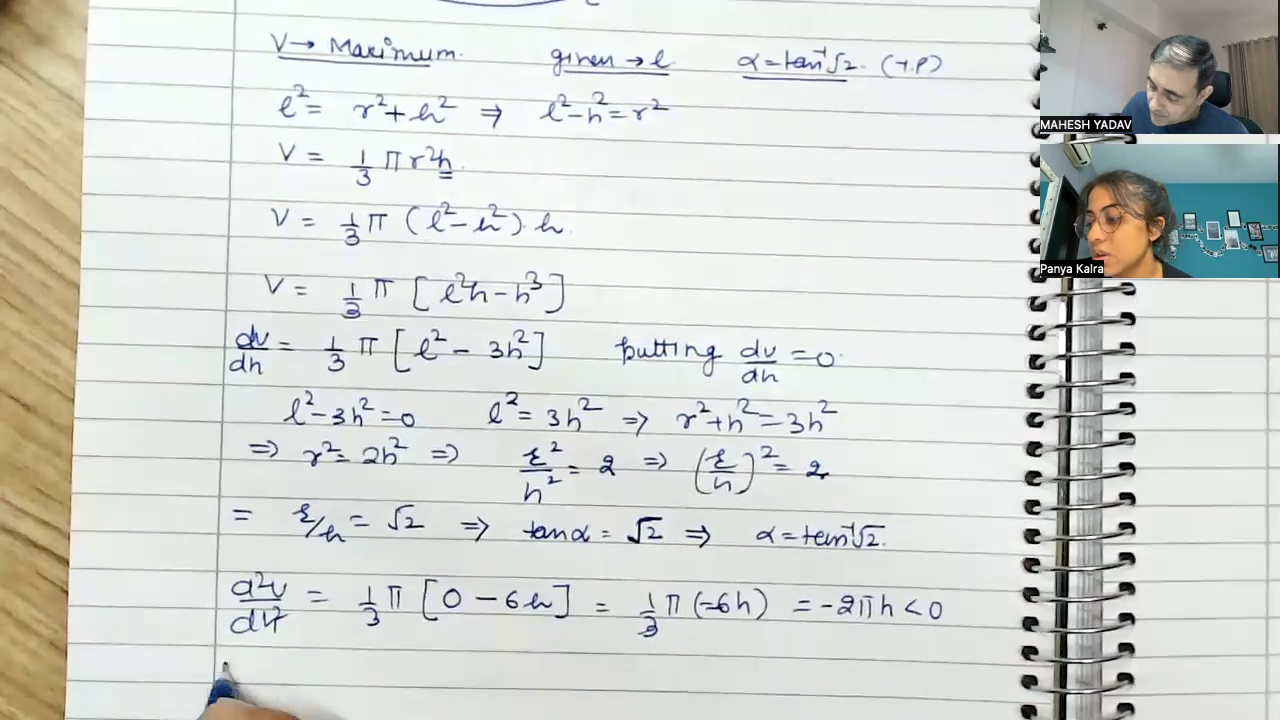 V → Maximum. given → l α = tan⁻¹√2. (T.P)
l² = r² + h² ⇒ l² - h² = r²
V = 1/3 π r²h.
V = 1/3 π (l² - h²) . h.
V = 1/3 π [l²h - h³]
dv/dh = 1/3 π [l² - 3h²] putting dv/dh = 0.
l² - 3h² = 0 l² = 3h² ⇒ r² + h² = 3h²
⇒ r² = 2h² ⇒ r²/h² = 2 ⇒ (r/h)² = 2
= r/h = √2 ⇒ tanα = √2 ⇒ α = tan⁻¹√2.
d²v/dh² = 1/3 π [0 - 6h] = 1/3 π (-6h) = -2πh < 0
MAHESH YADAV
Panya Kalra